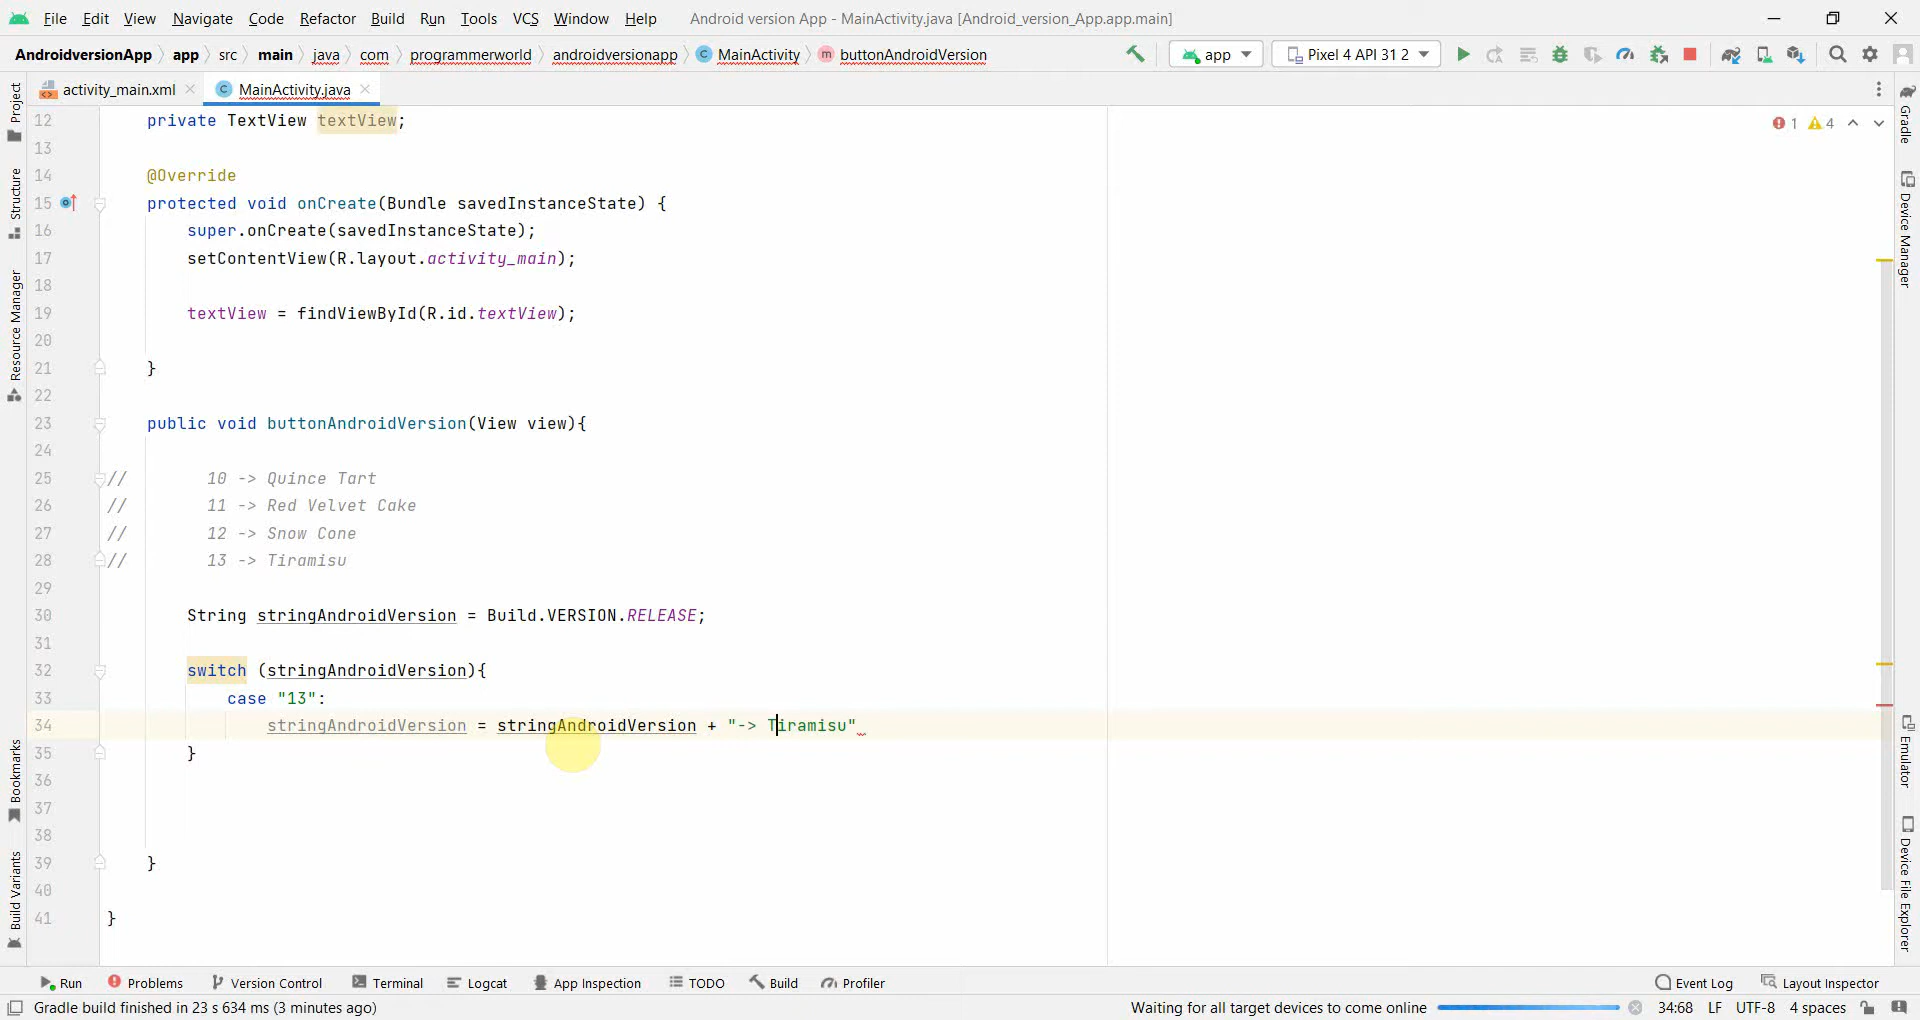 File Edit View Navigate Code Refactor Build Run Tools VCS Window Help Android version App - MainActivity.java [Android_version_App.app.main]
AndroidversionApp app src main java com programmerworld androidversionapp C MainActivity m buttonAndroidVersion app Pixel 4 API 31 2
activity_main.xml C MainActivity.java
12 private TextView textView; 1 4
13
14 @Override
15 protected void onCreate(Bundle savedInstanceState) {
16 super.onCreate(savedInstanceState);
17 setContentView(R.layout.activity_main);
18
19 textView = findViewById(R.id.textView);
20
21 }
22
23 public void buttonAndroidVersion(View view){
24
25 // 10 -> Quince Tart
26 // 11 -> Red Velvet Cake
27 // 12 -> Snow Cone
28 // 13 -> Tiramisu
29
30 String stringAndroidVersion = Build.VERSION.RELEASE;
31
32 switch (stringAndroidVersion){
33 case "13":
34 stringAndroidVersion = stringAndroidVersion + "-> Tiramisu"
35 }
36
37
38
39 }
40
41 }
Project
Structure
Resource Manager
Bookmarks
Build Variants
Gradle
Device Manager
Emulator
Device File Explorer
Run Problems Version Control Terminal Logcat App Inspection TODO Build Profiler Event Log Layout Inspector
Gradle build finished in 23 s 634 ms (3 minutes ago) Waiting for all target devices to come online 34:68 LF UTF-8 4 spaces